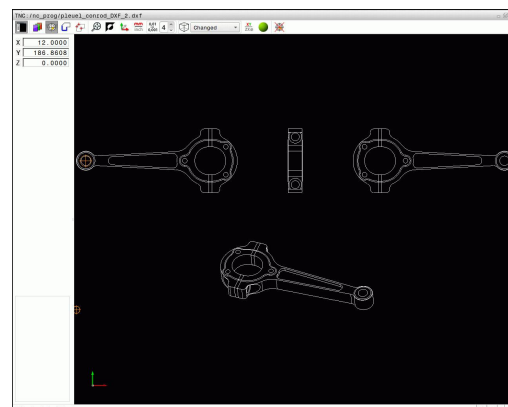 TNC:/nc_prog/pleuel_conrod_DXF_2.dxf
4 Changed
X 12.0000
Y 186.8608
Z 0.0000